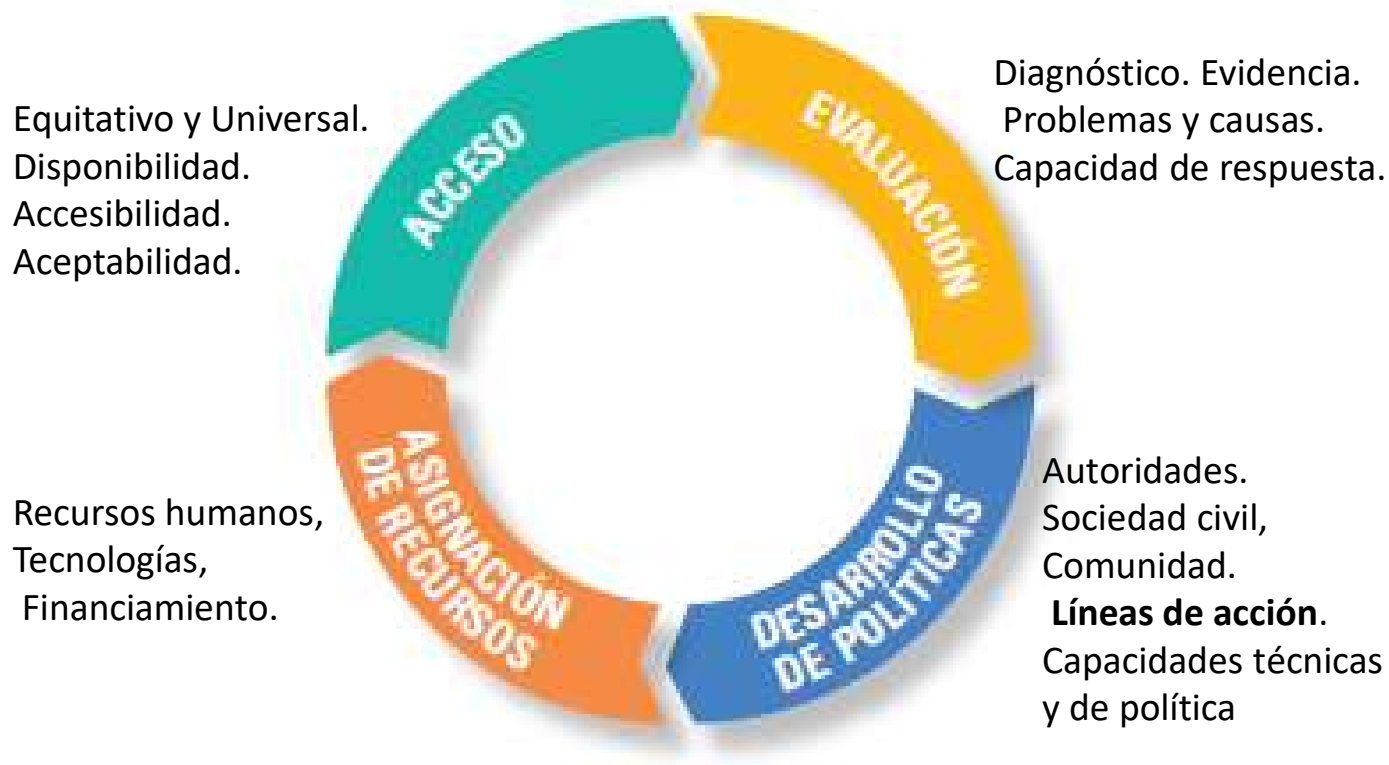 Equitativo y Universal.
Disponibilidad.
Accesibilidad.
Aceptabilidad.
ACCESO
EVALUACIÓN
Diagnóstico. Evidencia.
Problemas y causas.
Capacidad de respuesta.
Recursos humanos,
Tecnologías,
Financiamiento.
ASIGNACIÓN
DE RECURSOS
DESARROLLO
DE POLÍTICAS
Autoridades.
Sociedad civil,
Comunidad.
Líneas de acción.
Capacidades técnicas
y de política